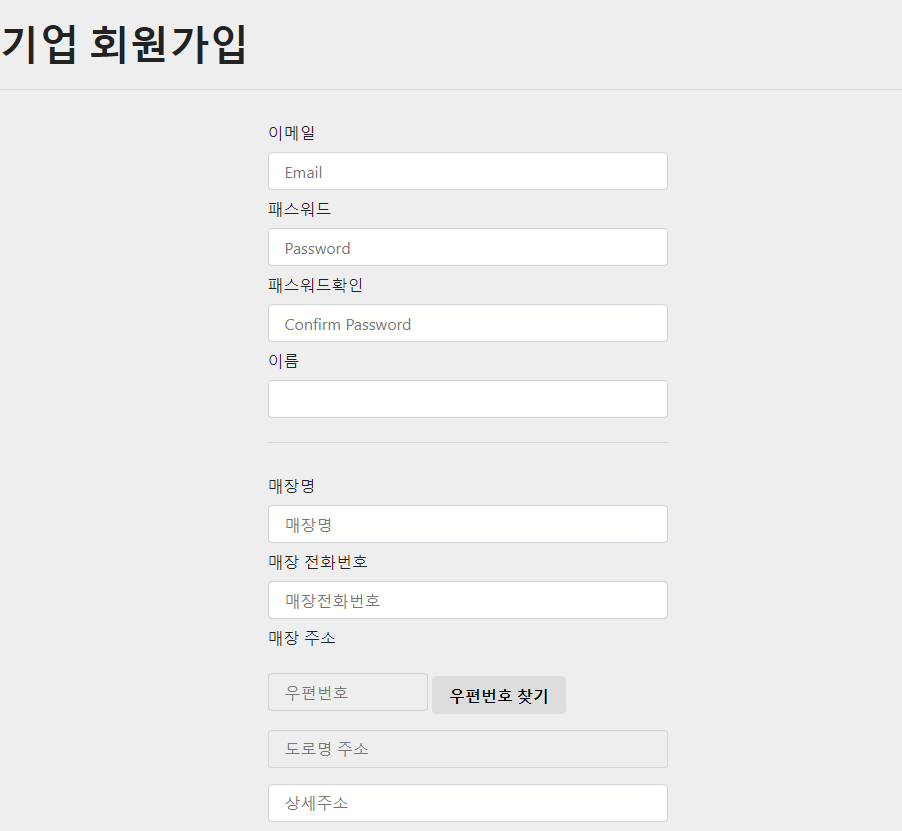 기업 회원가입
이메일
Email
패스워드
Password
패스워드확인
Confirm Password
이름
매장명
매장명
매장 전화번호
매장전화번호
매장 주소
우편번호 우편번호 찾기
도로명 주소
상세주소